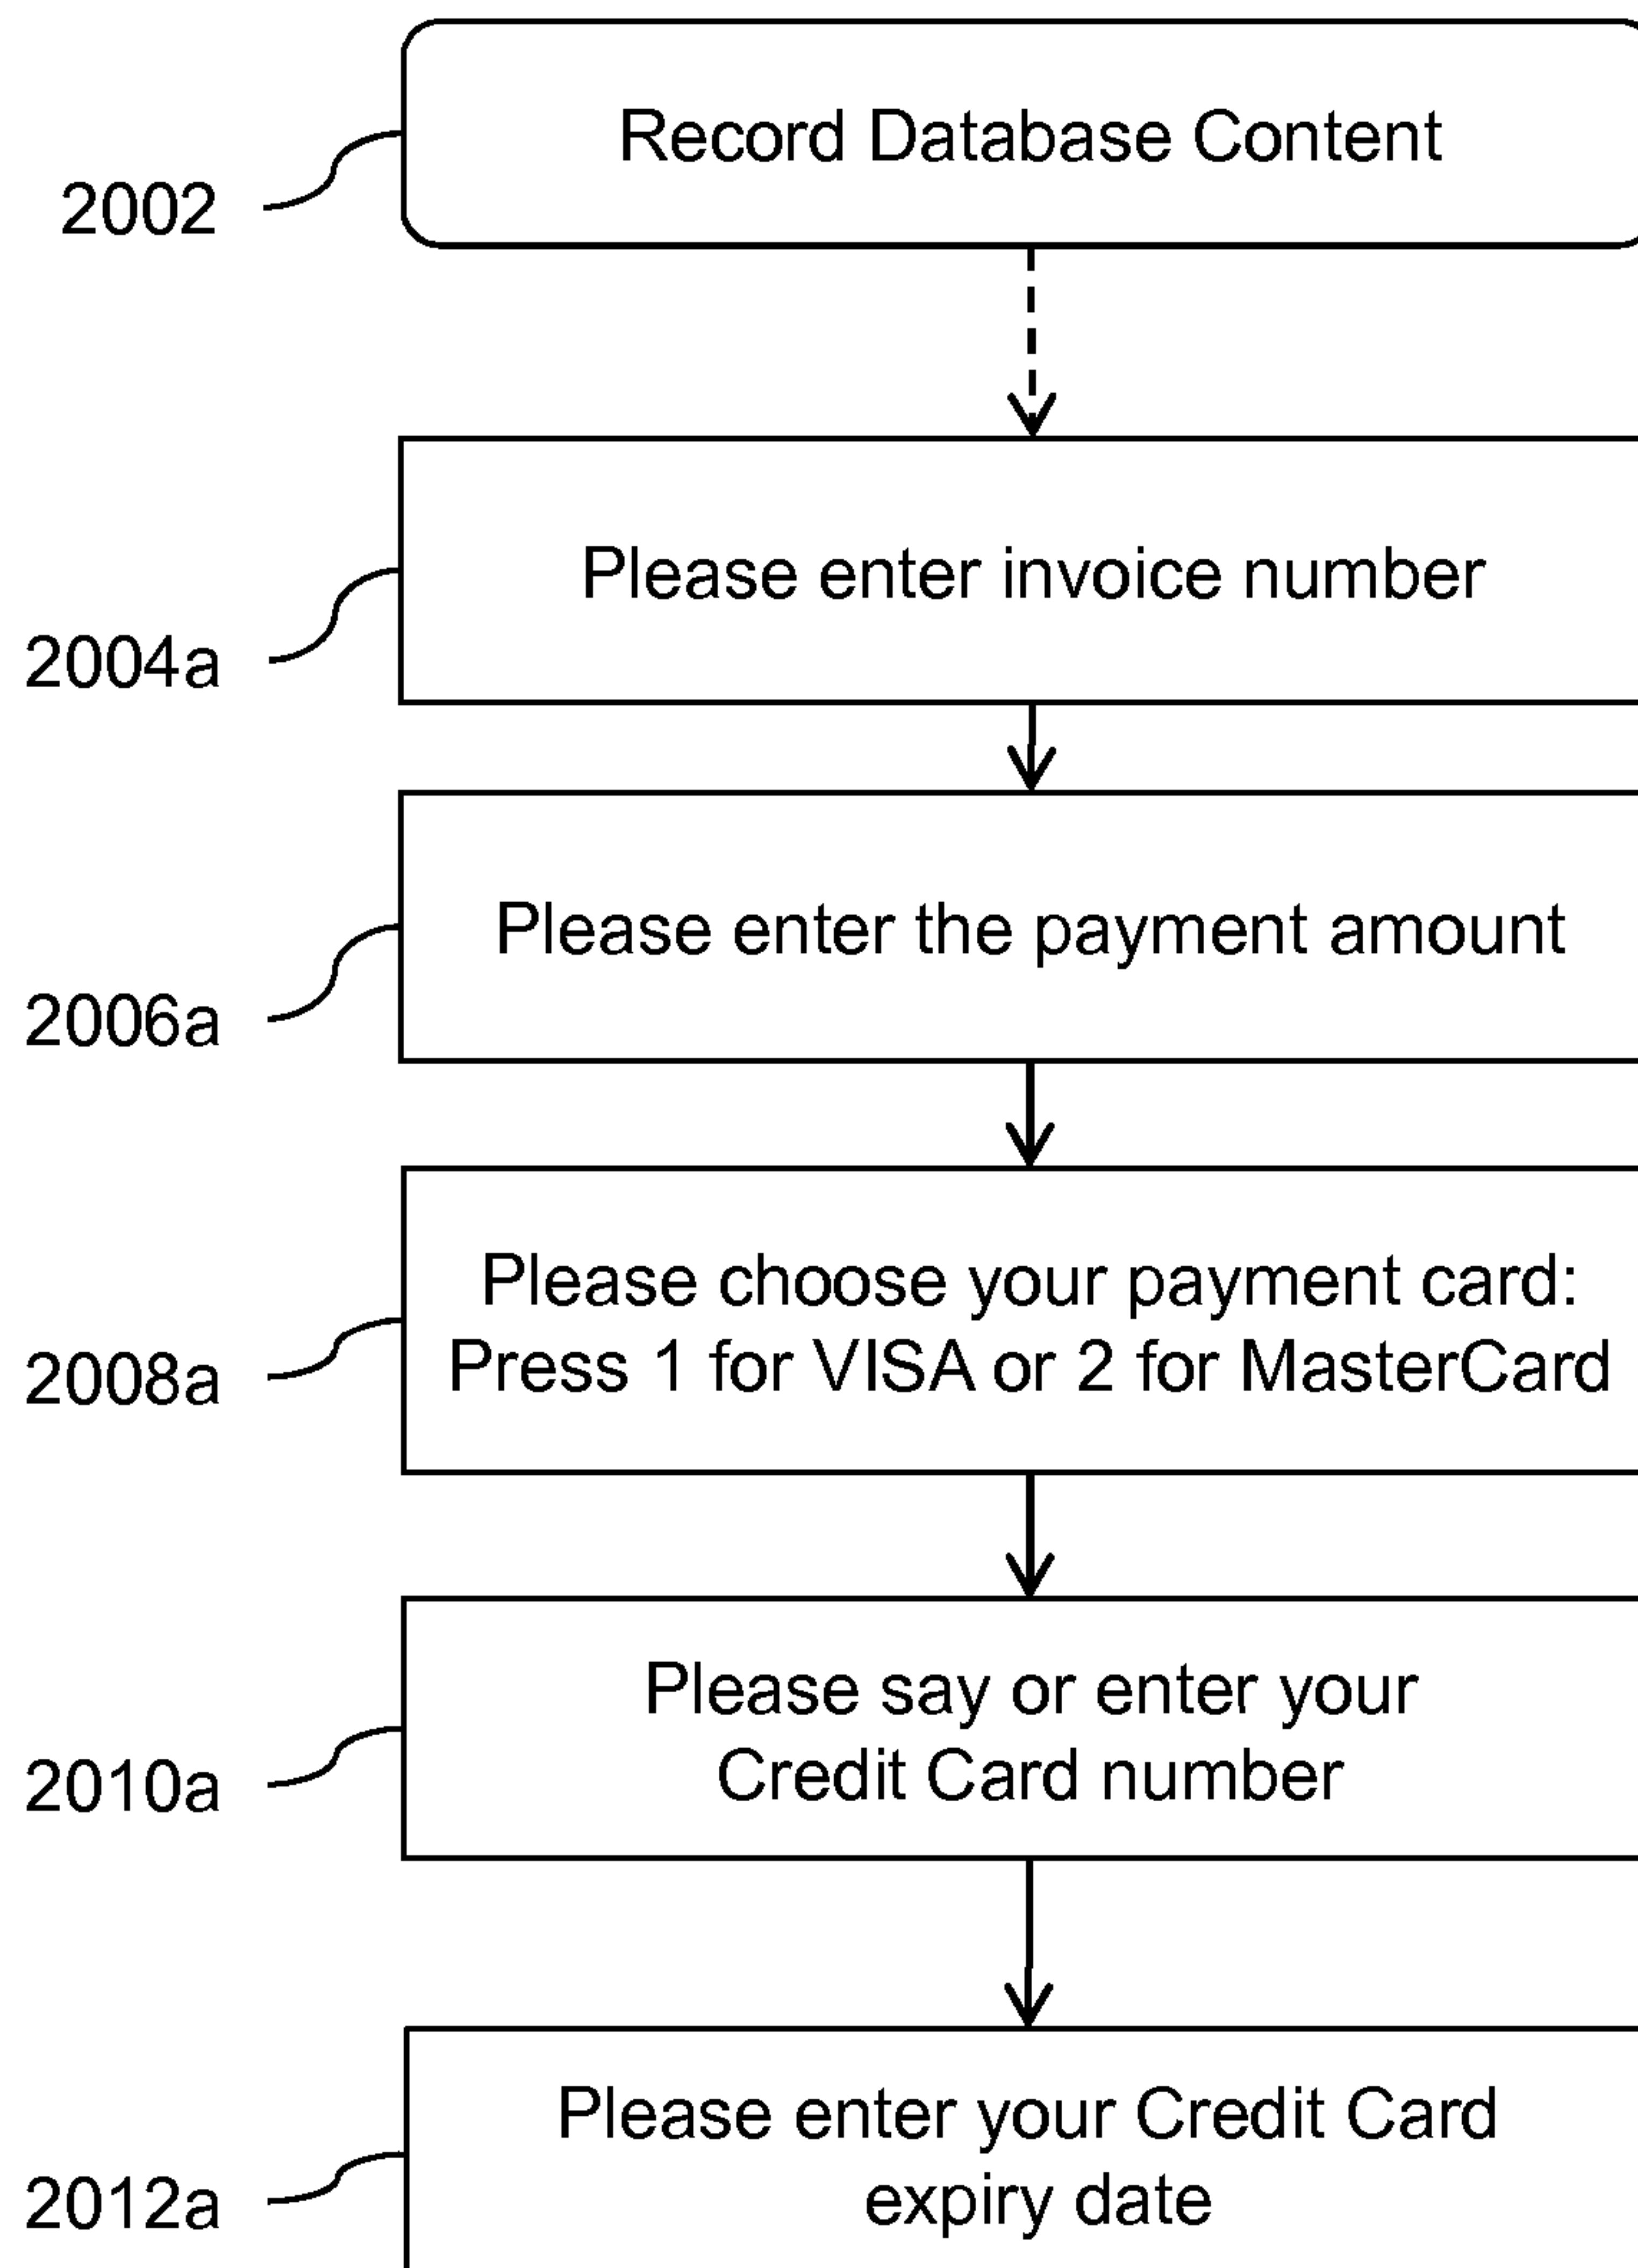 Record Database Content
2002
Please enter invoice number
2004a
Please enter the payment amount
2006a
Please choose your payment card:
Press 1 for VISA or 2 for MasterCard
2008a
Please say or enter your
Credit Card number
2010a
Please enter your Credit Card
expiry date
2012a